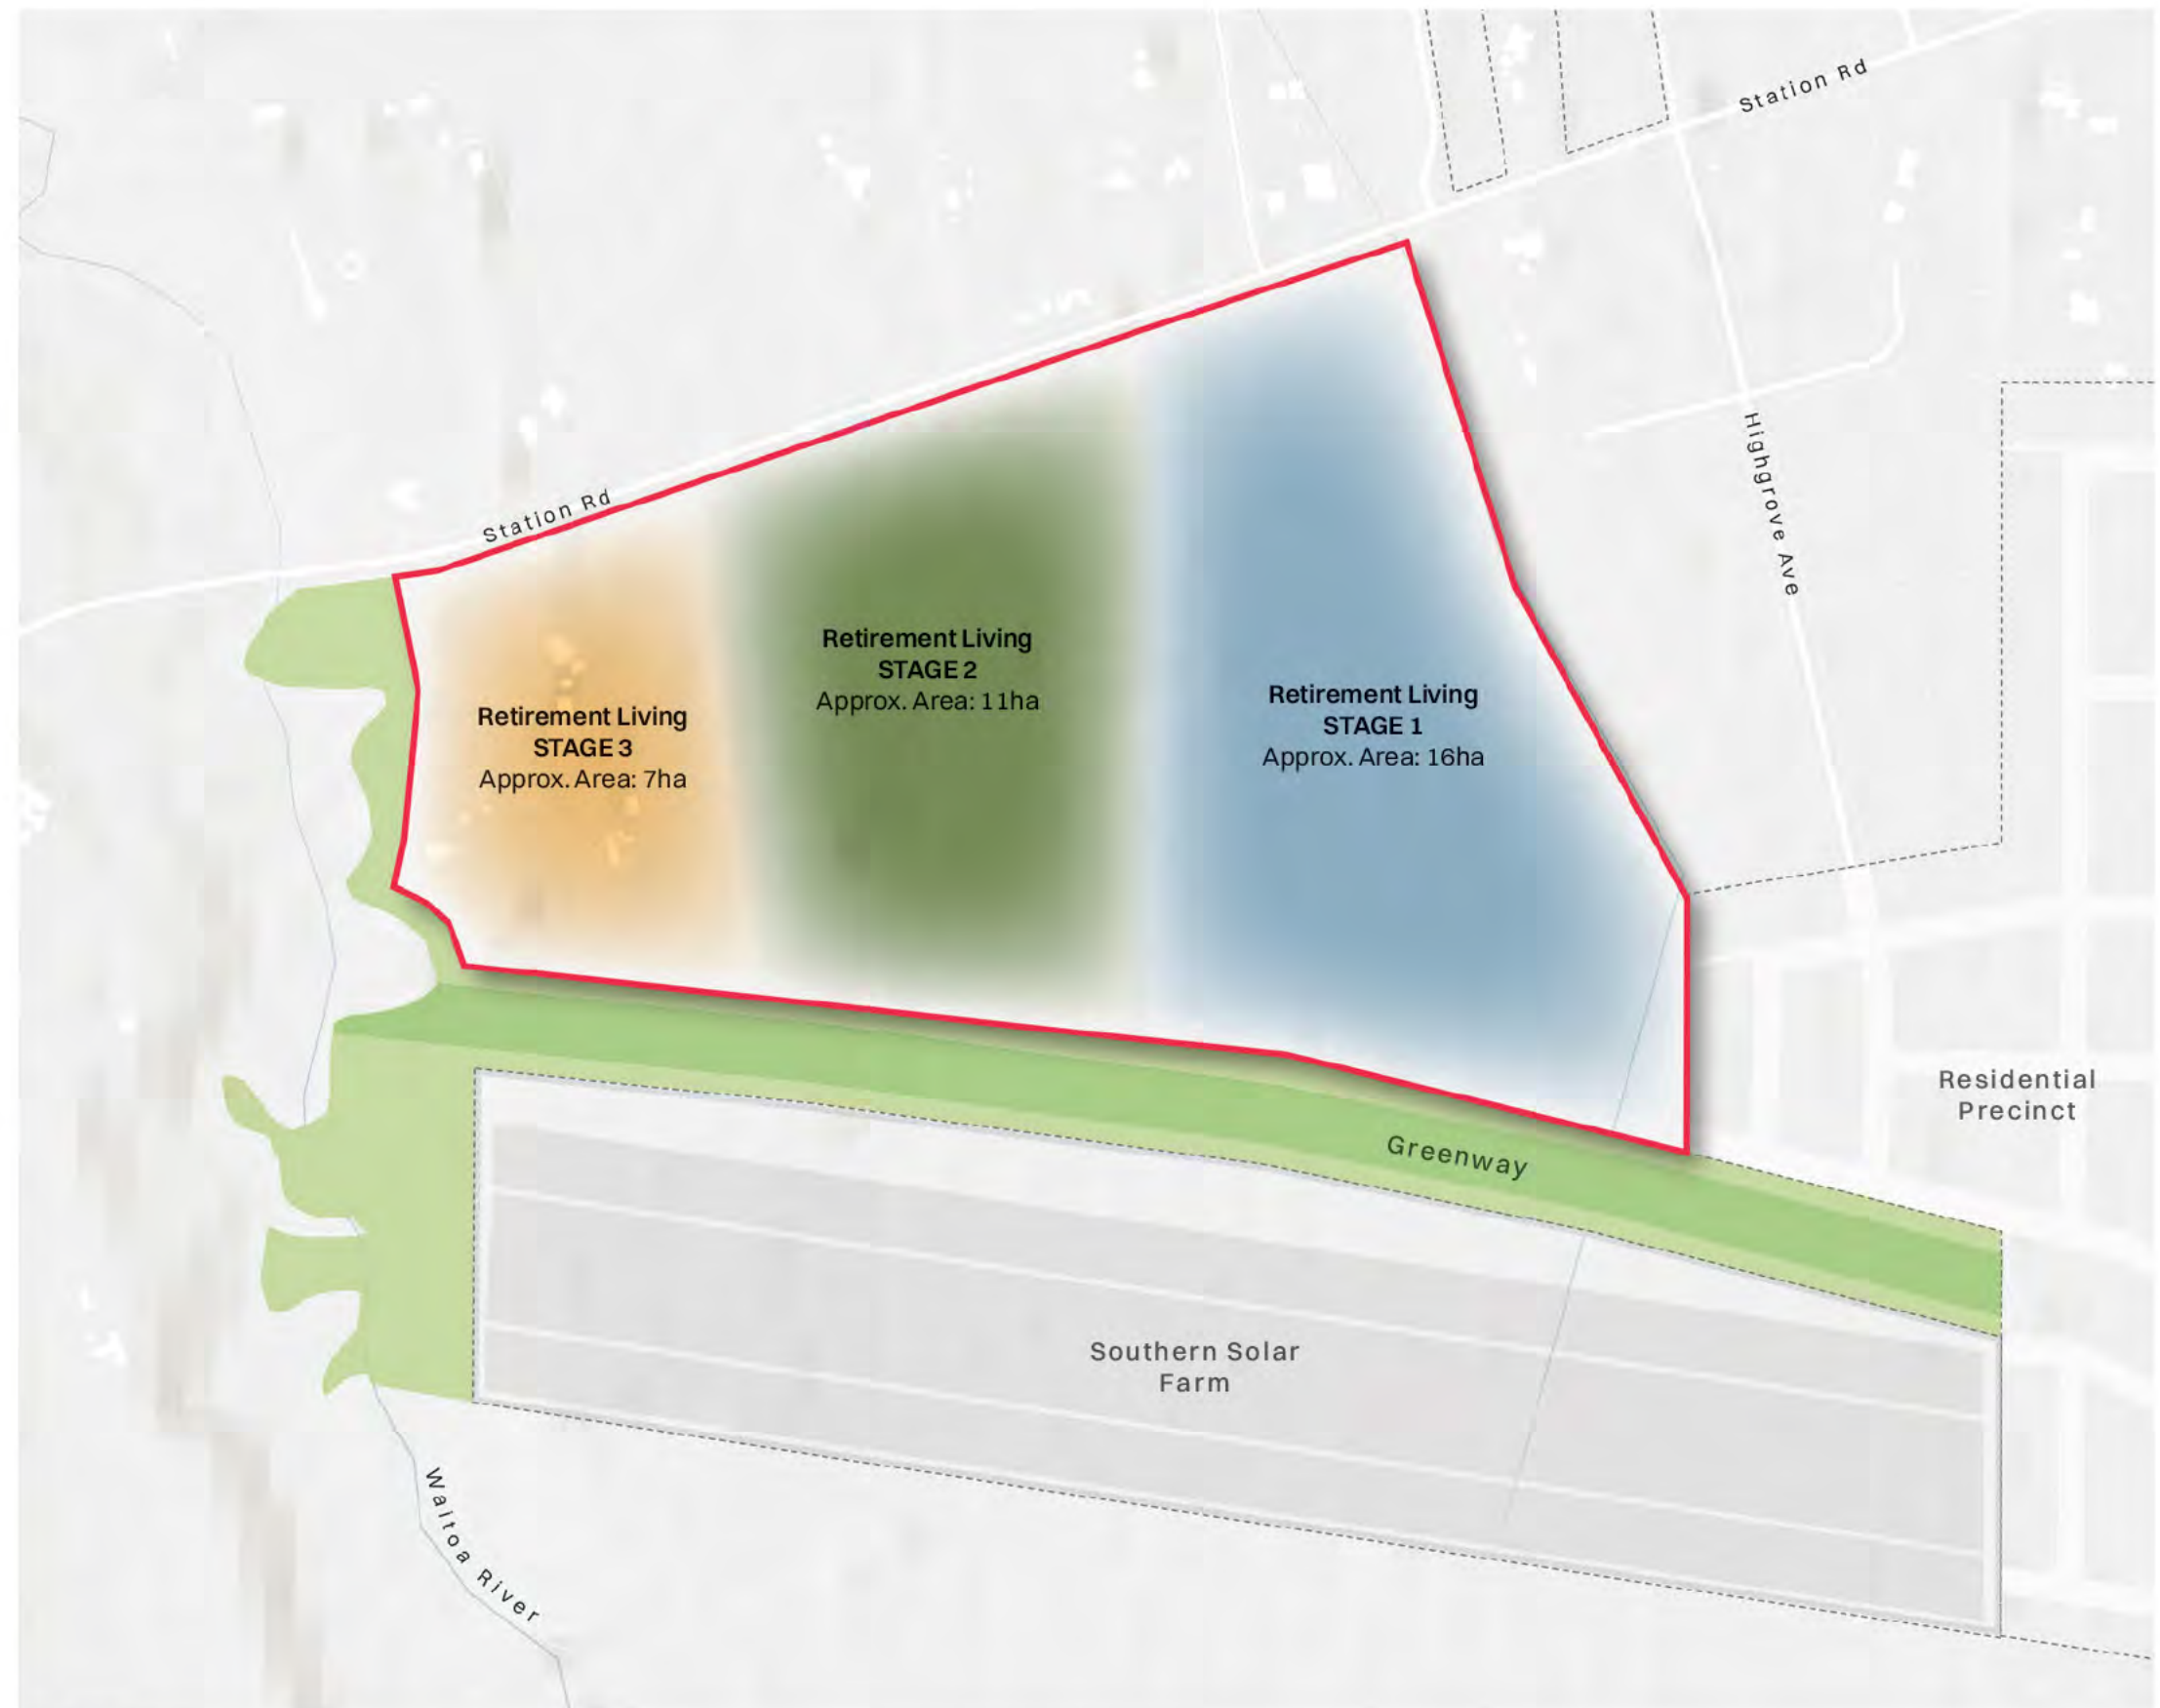 Station Rd
Highgrove Ave
Station Rd
Retirement Living
STAGE 2
Approx. Area: 11ha
Retirement Living
STAGE 1
Approx. Area: 16ha
Retirement Living
STAGE 3
Approx. Area: 7ha
Residential
Precinct
Greenway
Southern Solar
Farm
Waitoa River